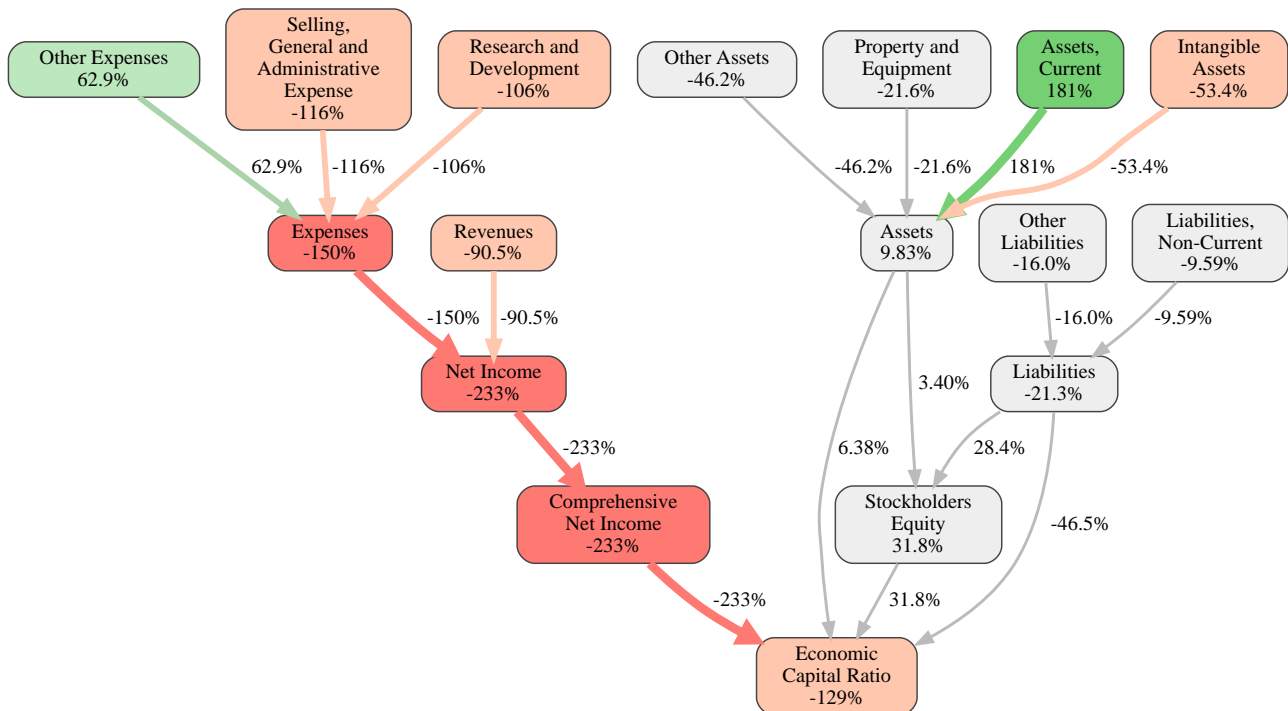 Other Expenses
62.9%
Selling,
General and
Administrative
Expense
-116%
Research and
Development
-106%
Other Assets
-46.2%
Property and
Equipment
-21.6%
Assets,
Current
181%
Intangible
Assets
-53.4%
62.9%
-116%
-106%
-46.2%
-21.6%
181%
-53.4%
Expenses
-150%
Revenues
-90.5%
Assets
9.83%
Other
Liabilities
-16.0%
Liabilities,
Non-Current
-9.59%
-150%
-90.5%
-16.0%
-9.59%
Net Income
-233%
3.40%
Liabilities
-21.3%
-233%
6.38%
28.4%
Comprehensive
Net Income
-233%
Stockholders
Equity
31.8%
-46.5%
-233%
31.8%
Economic
Capital Ratio
-129%